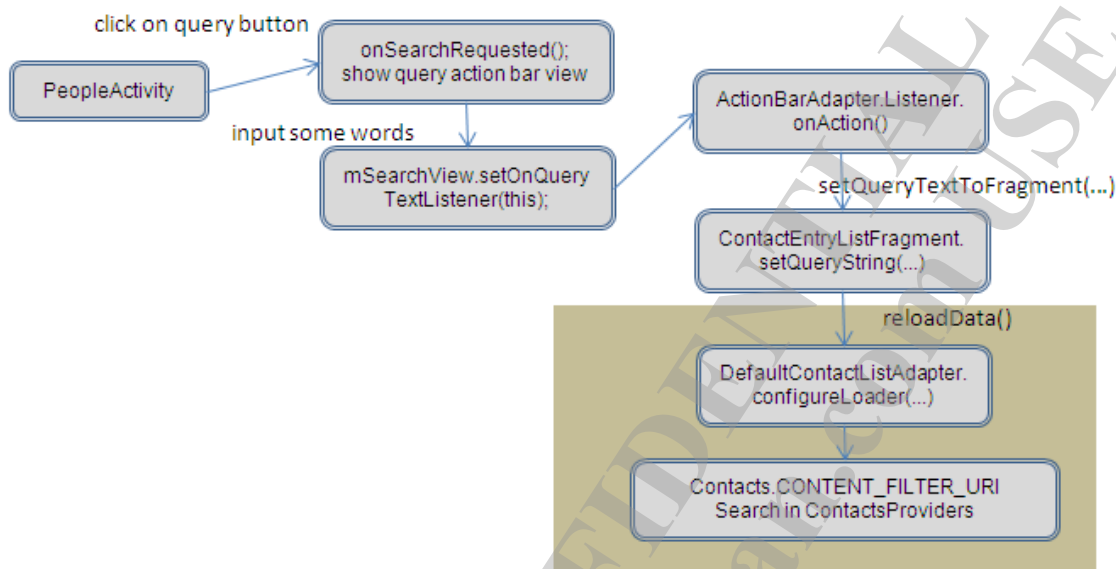 click on query button
PeopleActivity
onSearchRequested();
show query action bar view
input some words
mSearchView.setOnQuery
TextListener(this);
ActionBarAdapter.Listener.
onAction()
setQueryTextToFragment(...)
ContactEntryListFragment.
setQueryString(...)
reloadData()
DefaultContactListAdapter.
configureLoader(...)
Contacts.CONTENT_FILTER_URI
Search in ContactsProviders